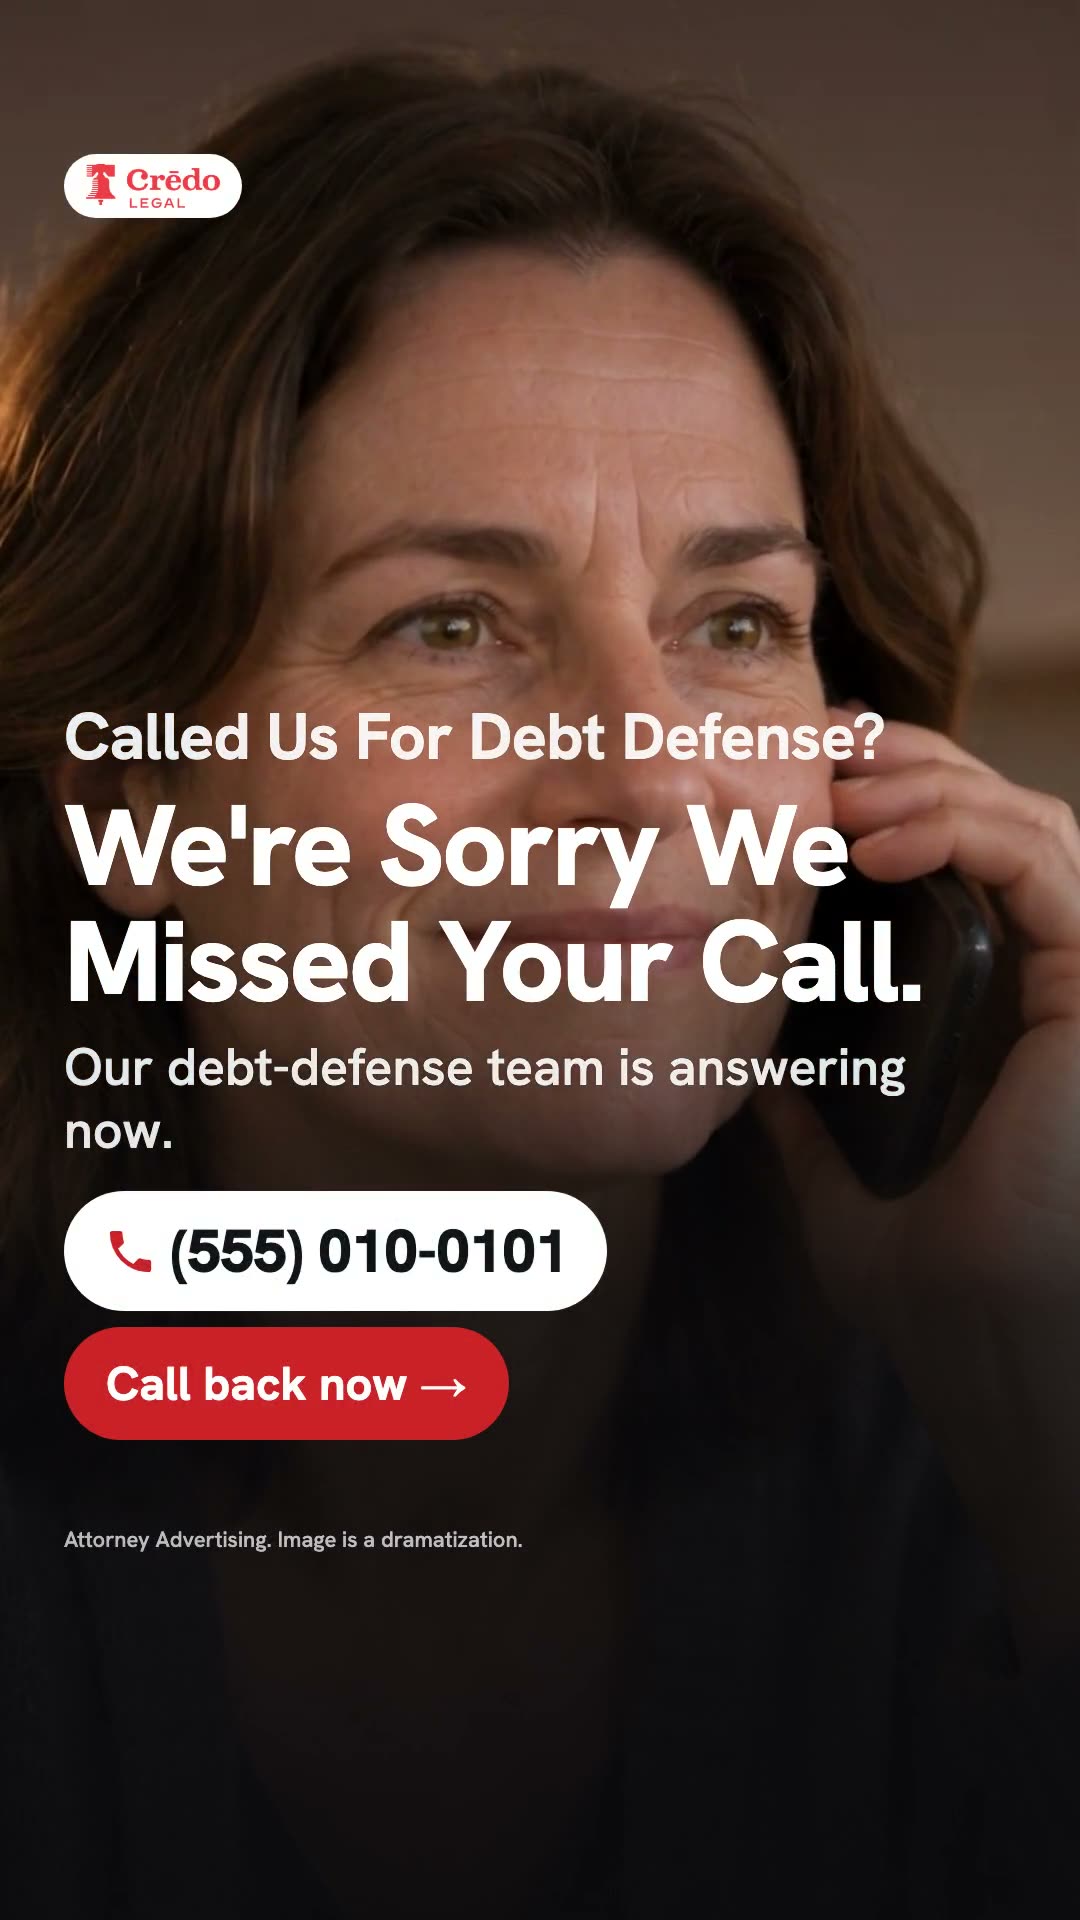 Crēdo
LEGAL
Called Us For Debt Defense?
We're Sorry We
Missed Your Call.
Our debt-defense team is answering
now.
(555) 010-0101
Call back now →
Attorney Advertising. Image is a dramatization.